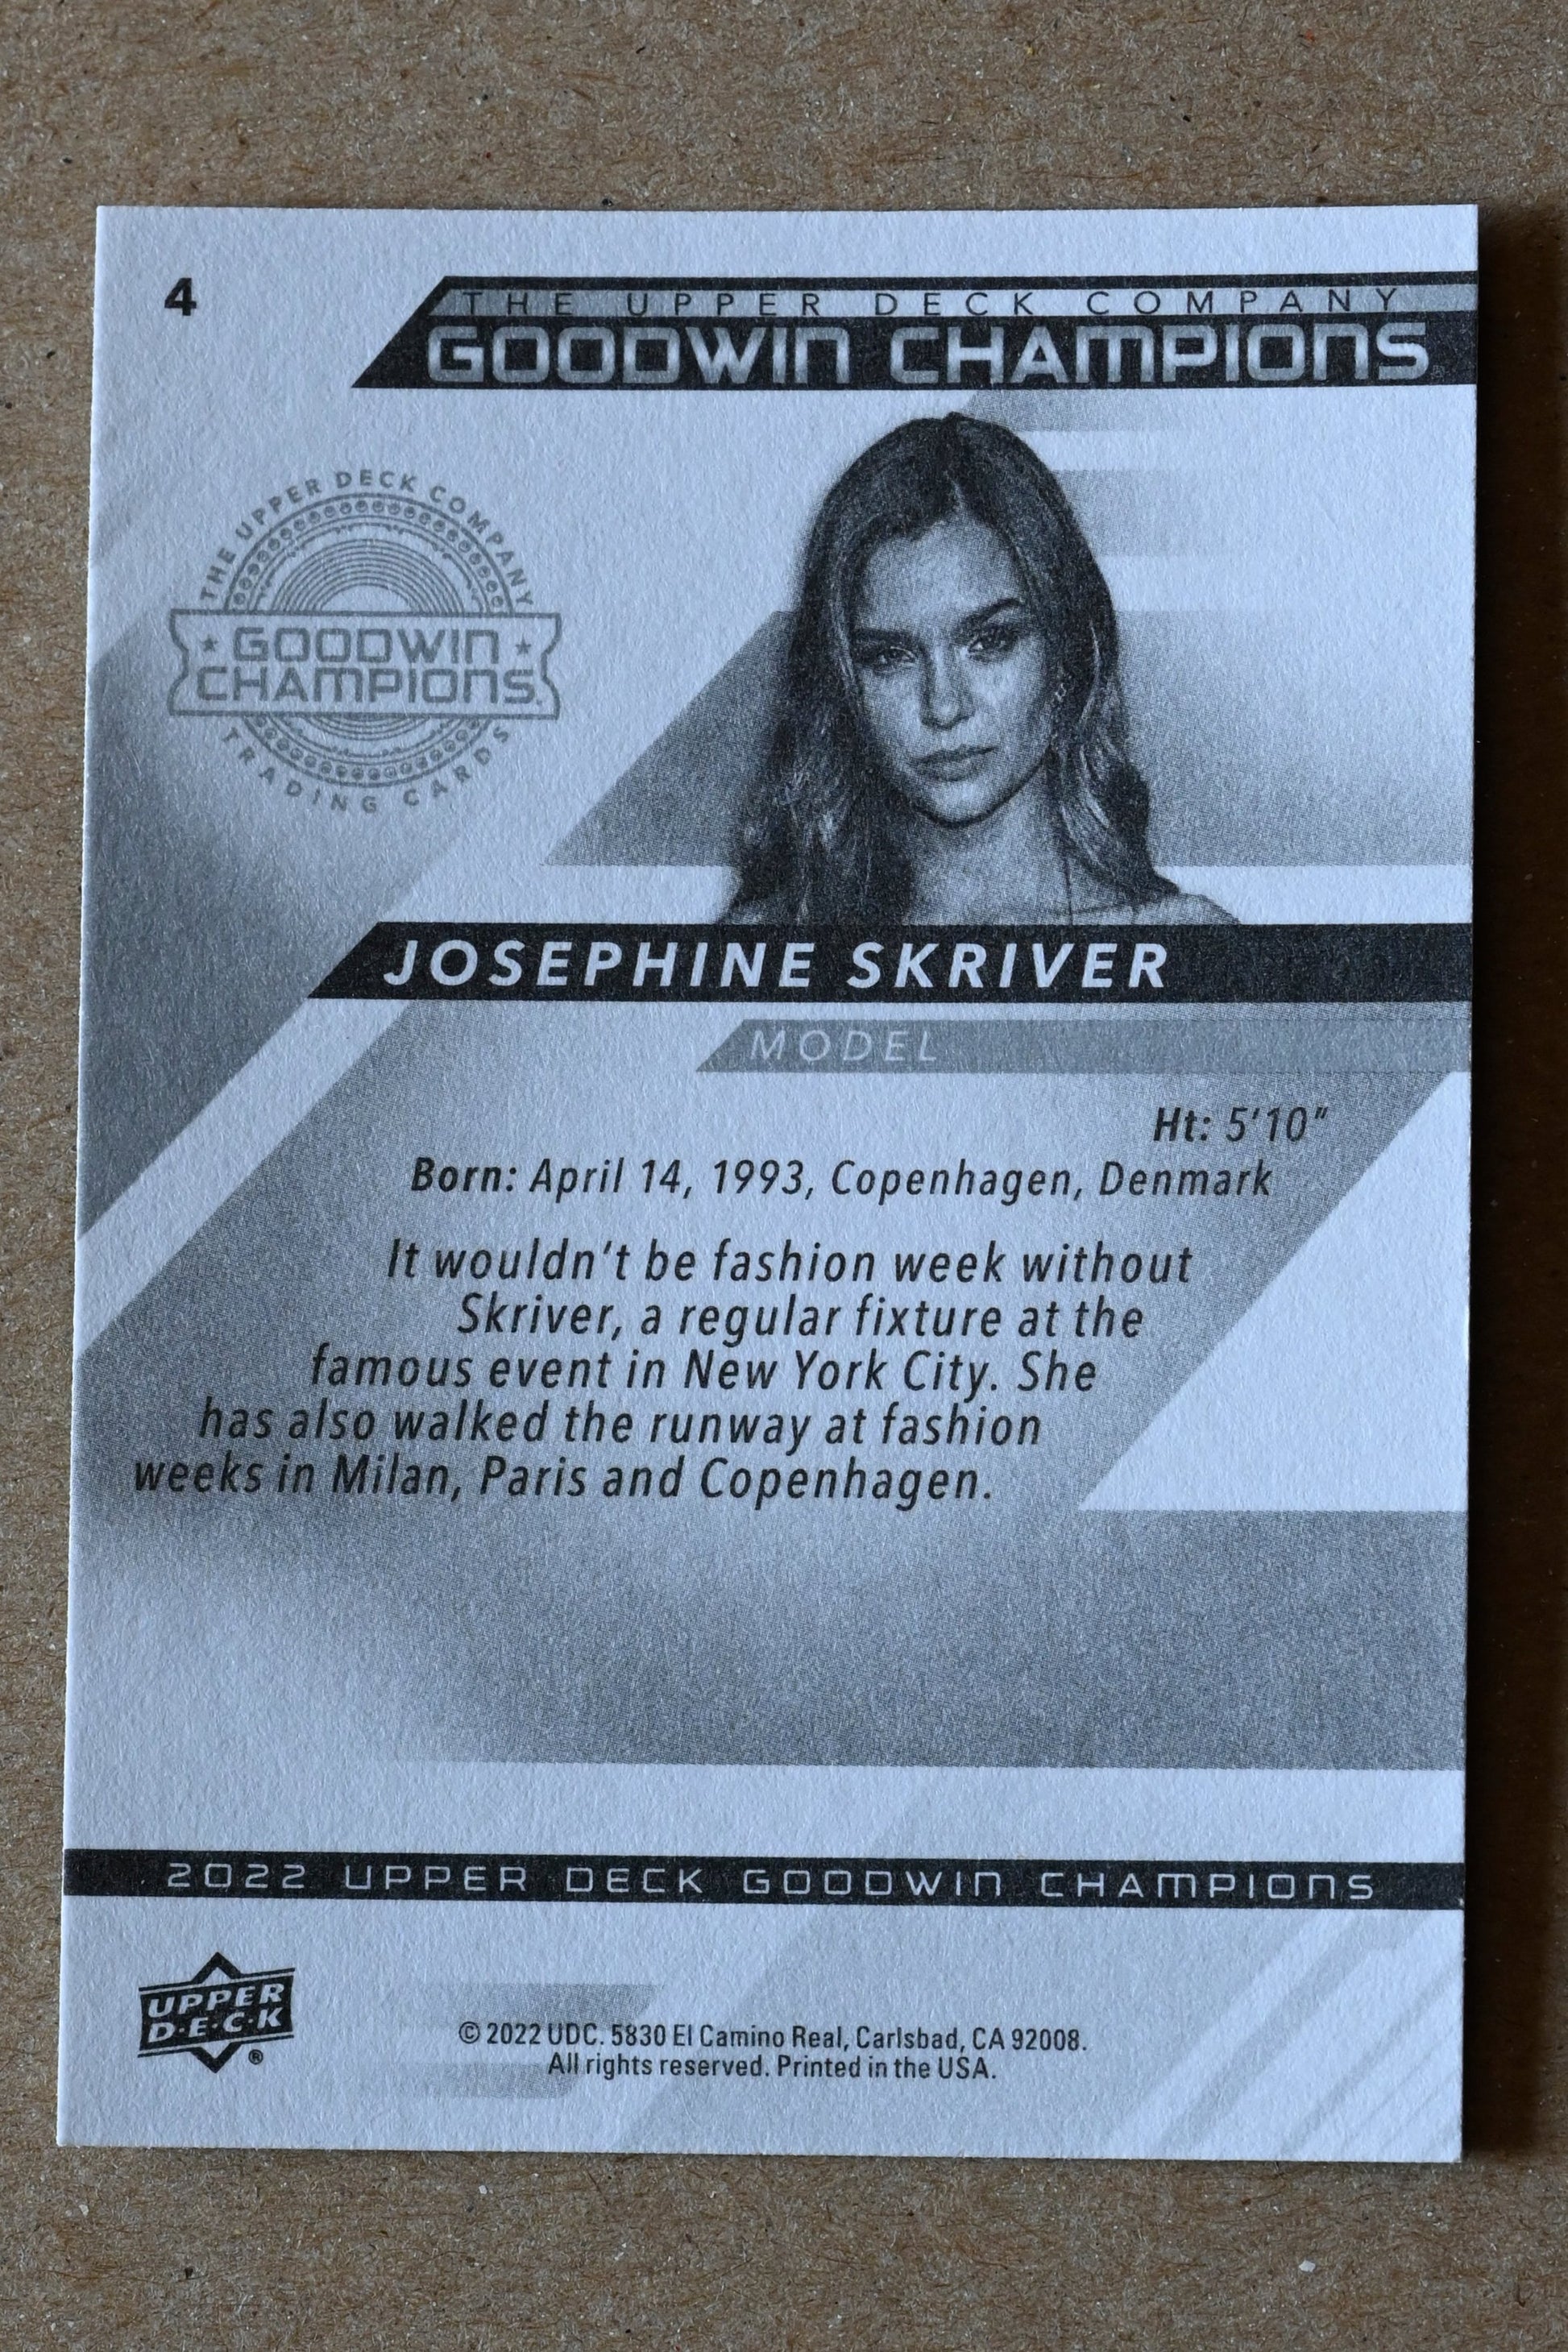 4
THE UPPER DECK COMPANY
GOODWIN CHAMPIONS
THE UPPER DECK COMPANY
GOODWIN
CHAMPIONS
TRADING CARDS
JOSEPHINE SKRIVER
MODEL
Ht: 5'10"
Born: April 14, 1993, Copenhagen, Denmark
It wouldn't be fashion week without
Skriver, a regular fixture at the
famous event in New York City. She
has also walked the runway at fashion
weeks in Milan, Paris and Copenhagen.
2022 UPPER DECK GOODWIN CHAMPIONS
UPPER
D·E·C·K
®
© 2022 UDC. 5830 El Camino Real, Carlsbad, CA 92008.
All rights reserved. Printed in the USA.